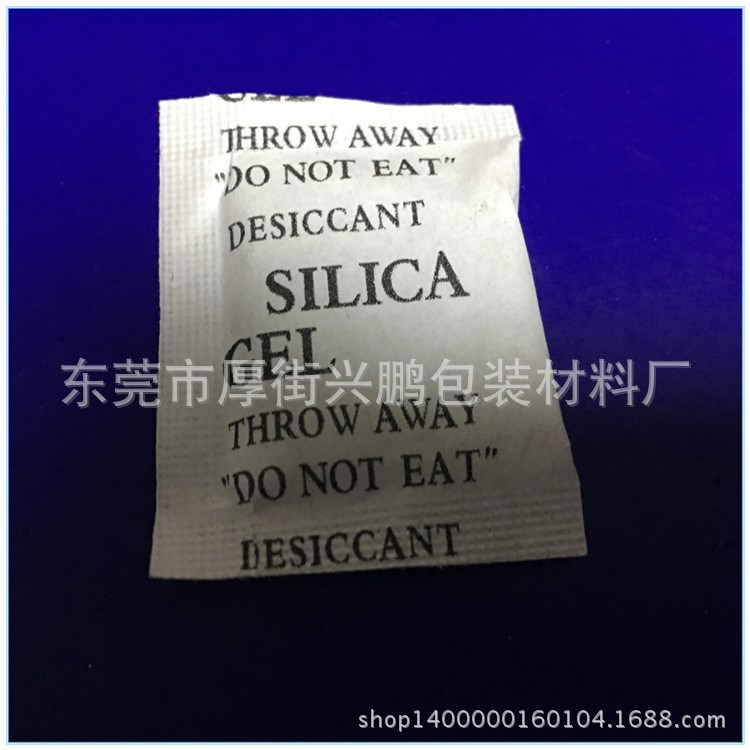 GEL
THROW AWAY
"DO NOT EAT"
DESICCANT
SILICA
GEL
东莞市厚街兴鹏包装材料厂
THROW AWAY
"DO NOT EAT"
DESICCANT
shop1400000160104.1688.com